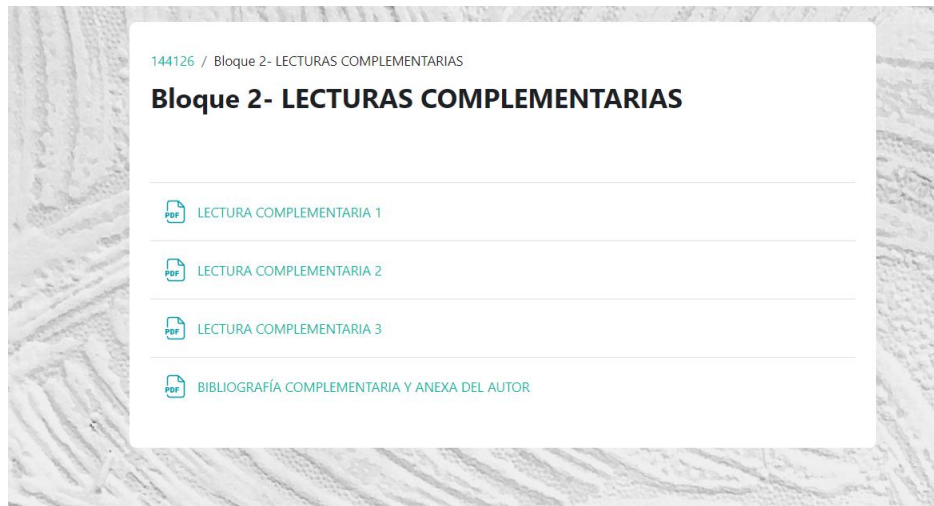 144126 / Bloque 2- LECTURAS COMPLEMENTARIAS
Bloque 2- LECTURAS COMPLEMENTARIAS
PDF LECTURA COMPLEMENTARIA 1
PDF LECTURA COMPLEMENTARIA 2
PDF LECTURA COMPLEMENTARIA 3
PDF BIBLIOGRAFÍA COMPLEMENTARIA Y ANEXA DEL AUTOR